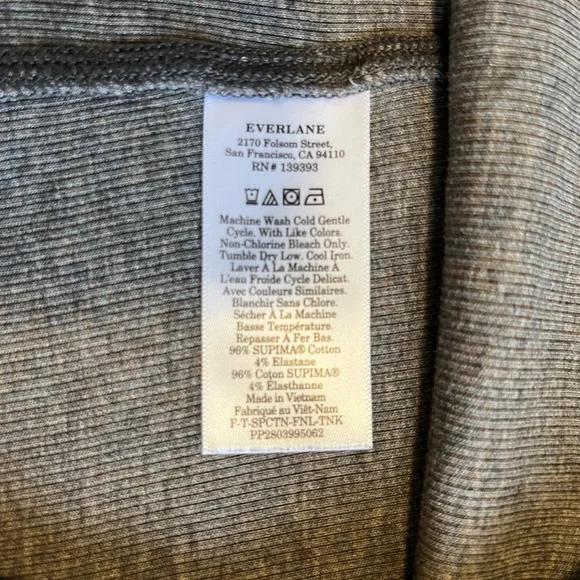 EVERLANE
2170 Folsom Street,
San Francisco, CA 94110
RN# 139393
Machine Wash Cold Gentle
Cycle. With Like Colors.
Non-Chlorine Bleach Only.
Tumble Dry Low. Cool Iron.
Laver À La Machine À
L'eau Froide Cycle Delicat.
Avec Couleurs Similaires.
Blanchir Sans Chlore.
Sécher À La Machine
Basse Température.
Repasser À Fer Bas.
96% SUPIMA® Cotton
4% Elastane
96% Coton SUPIMA®
4% Elasthanne
Made in Vietnam
Fabriqué au Viêt-Nam
F-T-SPCTN-FNL-TNK
PP2803995062